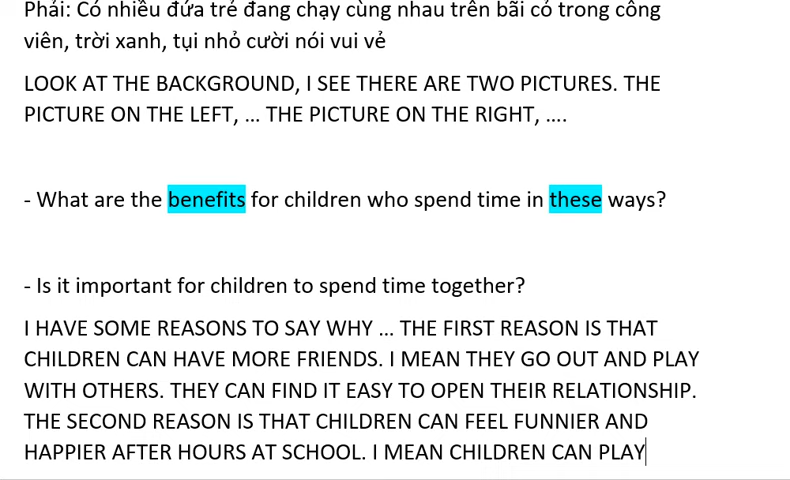 Phải: Có nhiều đứa trẻ đang chạy cùng nhau trên bãi cỏ trong công
viên, trời xanh, tụi nhỏ cười nói vui vẻ
LOOK AT THE BACKGROUND, I SEE THERE ARE TWO PICTURES. THE
PICTURE ON THE LEFT, ... THE PICTURE ON THE RIGHT, ....
- What are the benefits for children who spend time in these ways?
- Is it important for children to spend time together?
I HAVE SOME REASONS TO SAY WHY ... THE FIRST REASON IS THAT
CHILDREN CAN HAVE MORE FRIENDS. I MEAN THEY GO OUT AND PLAY
WITH OTHERS. THEY CAN FIND IT EASY TO OPEN THEIR RELATIONSHIP.
THE SECOND REASON IS THAT CHILDREN CAN FEEL FUNNIER AND
HAPPIER AFTER HOURS AT SCHOOL. I MEAN CHILDREN CAN PLAY